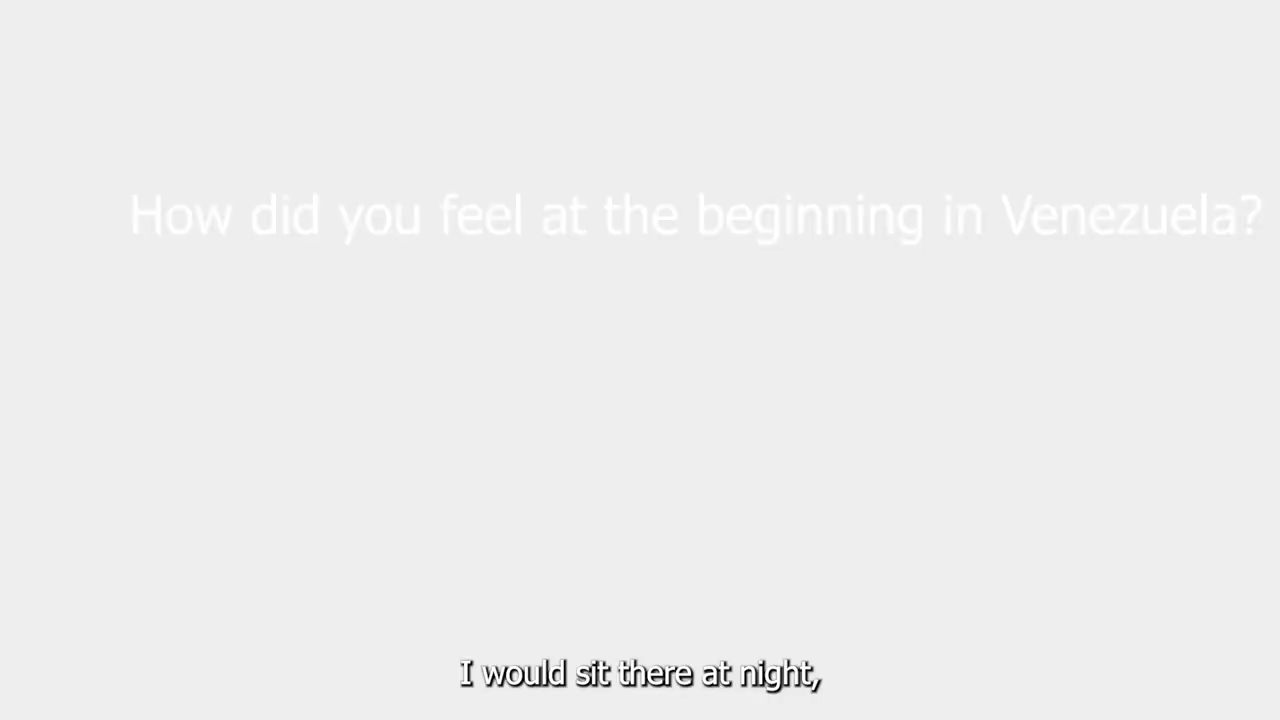 How did you feel at the beginning in Venezuela?
I would sit there at night,